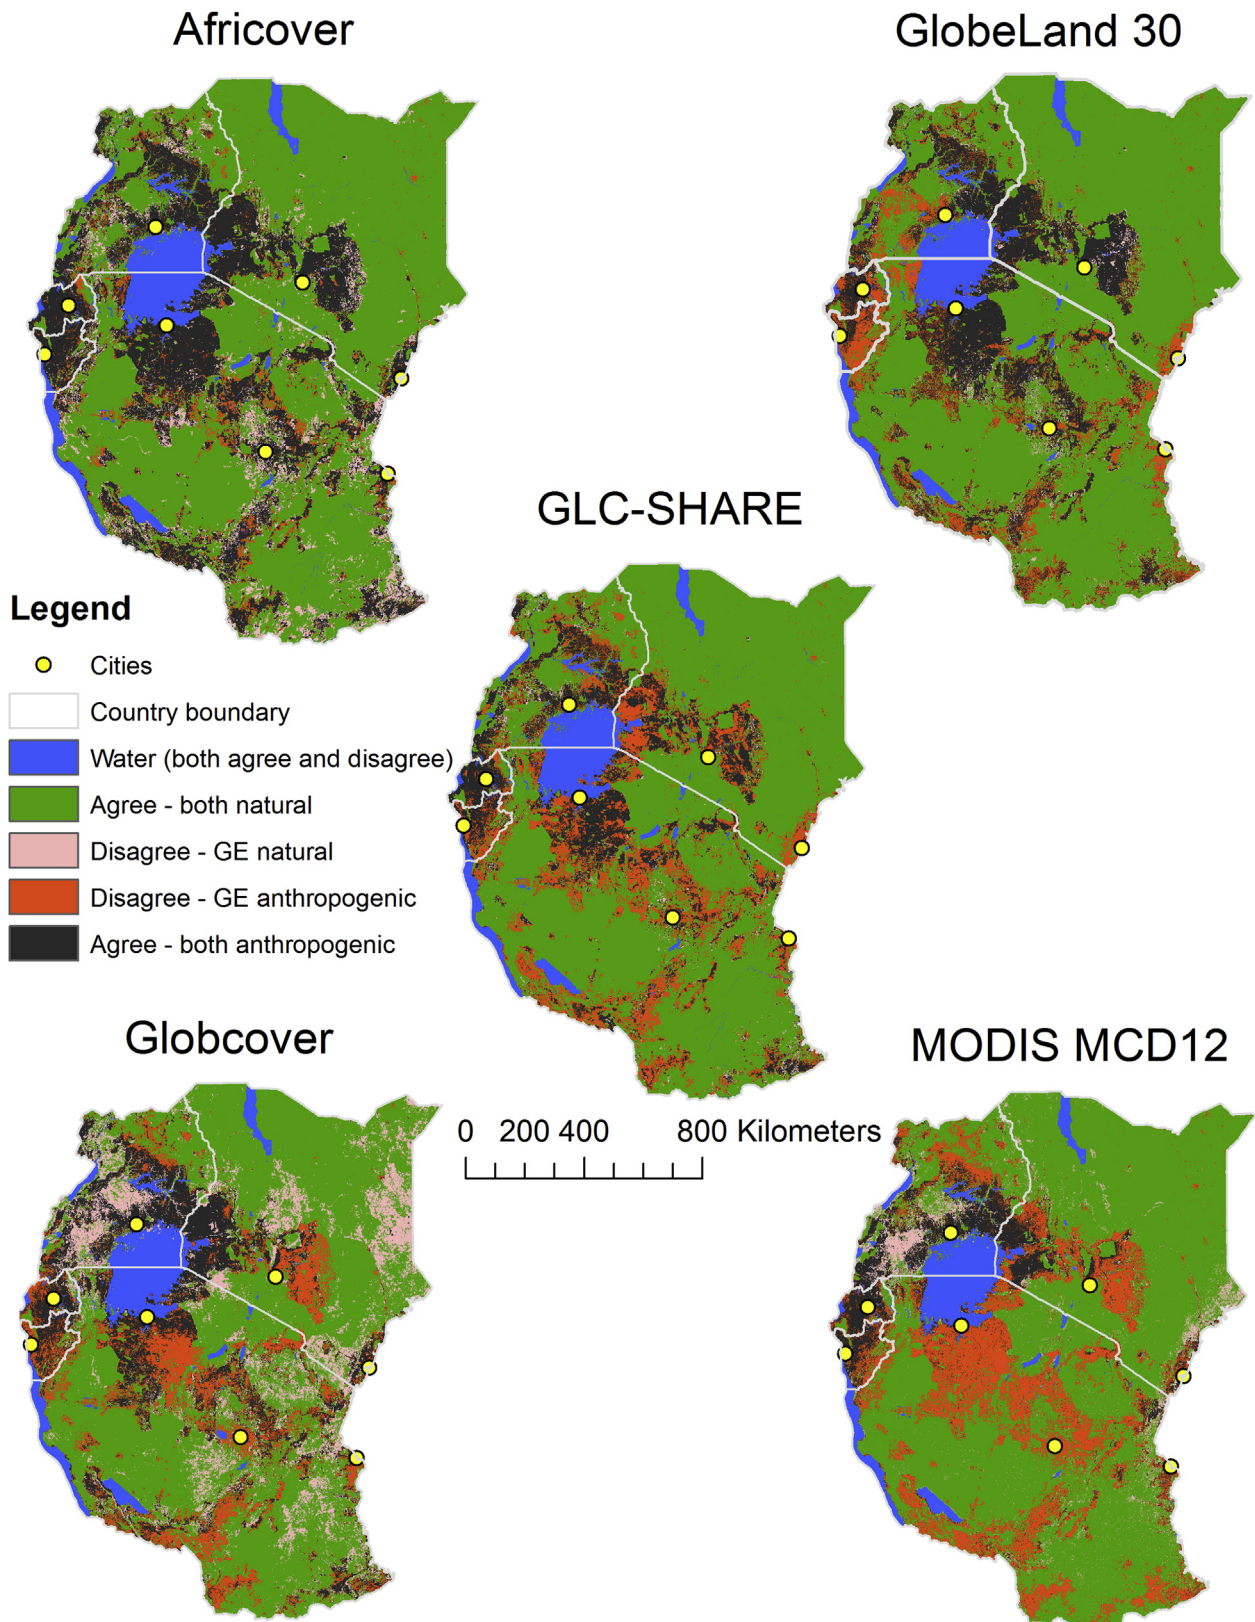 Africover
GlobeLand 30
GLC-SHARE
Legend
Cities
Country boundary
Water (both agree and disagree)
Agree - both natural
Disagree - GE natural
Disagree - GE anthropogenic
Agree - both anthropogenic
Globcover
MODIS MCD12
0 200 400 800 Kilometers